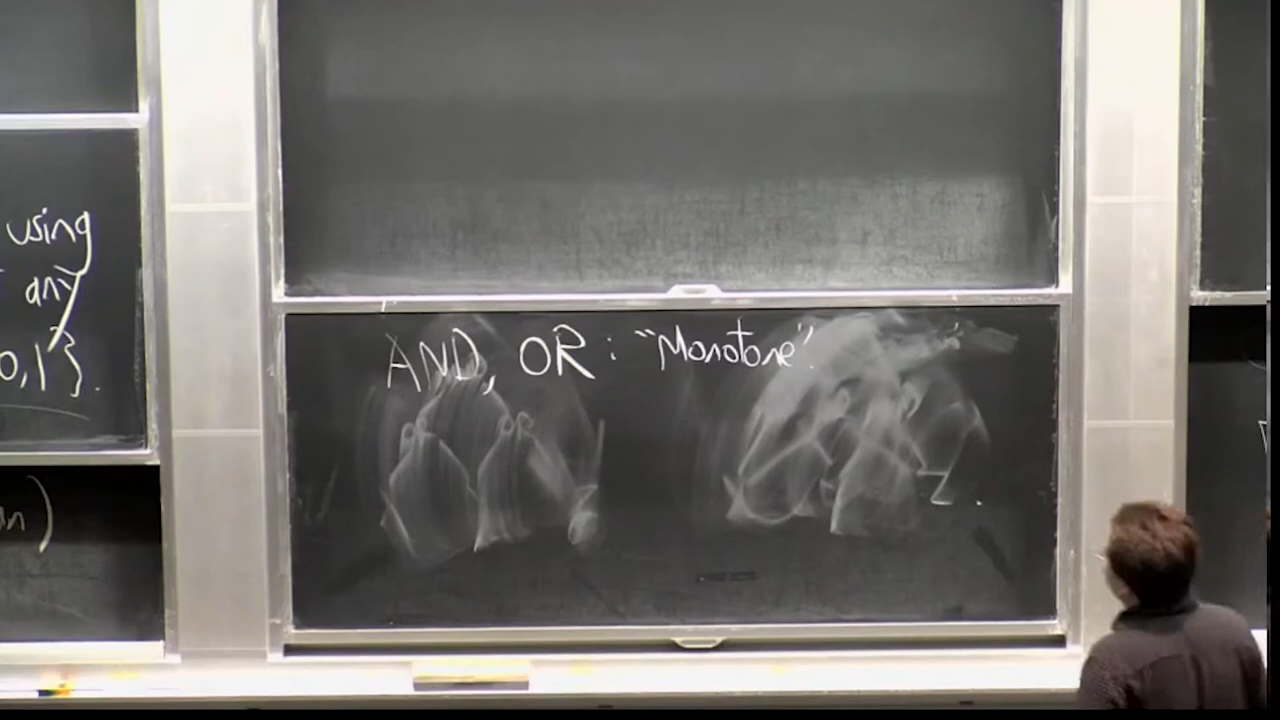 using
any
0,1}.
AND, OR : "Monotone".